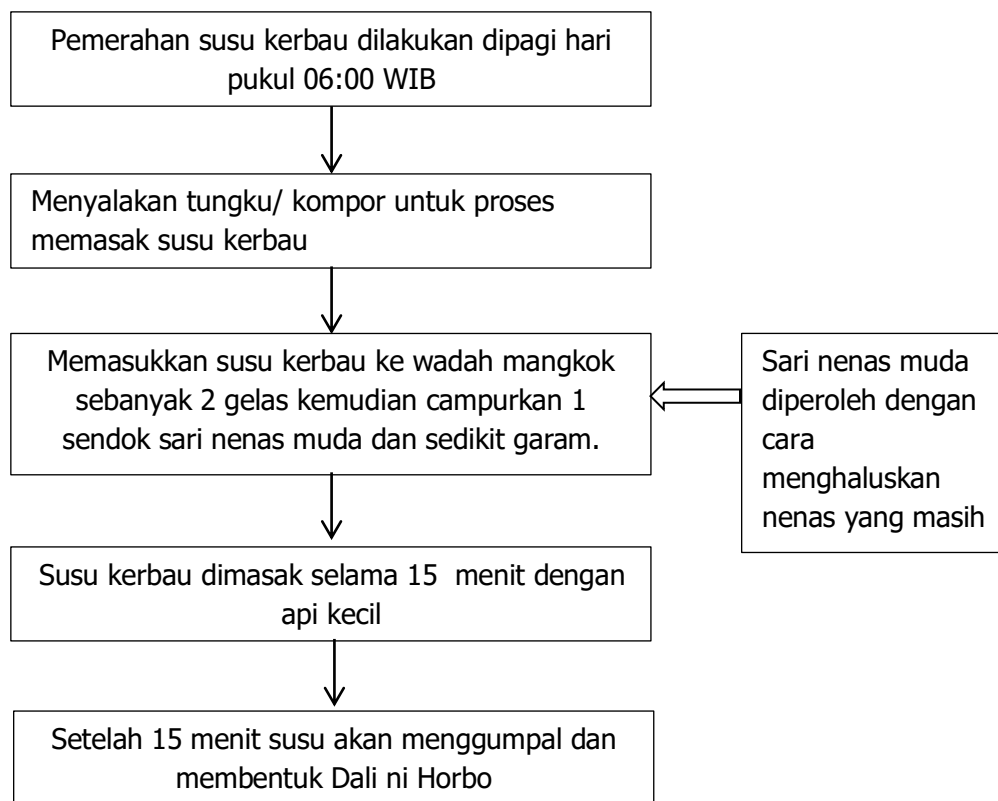 Pemerahan susu kerbau dilakukan dipagi hari
pukul 06:00 WIB
Menyalakan tungku/ kompor untuk proses
memasak susu kerbau
Memasukkan susu kerbau ke wadah mangkok
sebanyak 2 gelas kemudian campurkan 1
sendok sari nenas muda dan sedikit garam.
Sari nenas muda
diperoleh dengan
cara
menghaluskan
nenas yang masih
Susu kerbau dimasak selama 15 menit dengan
api kecil
Setelah 15 menit susu akan menggumpal dan
membentuk Dali ni Horbo